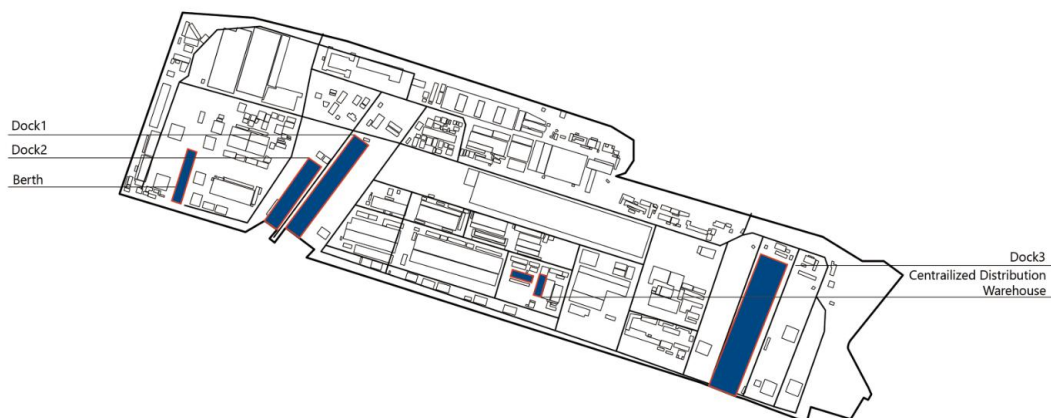 Dock1
Dock2
Berth
Dock3
Centrailized Distribution
Warehouse